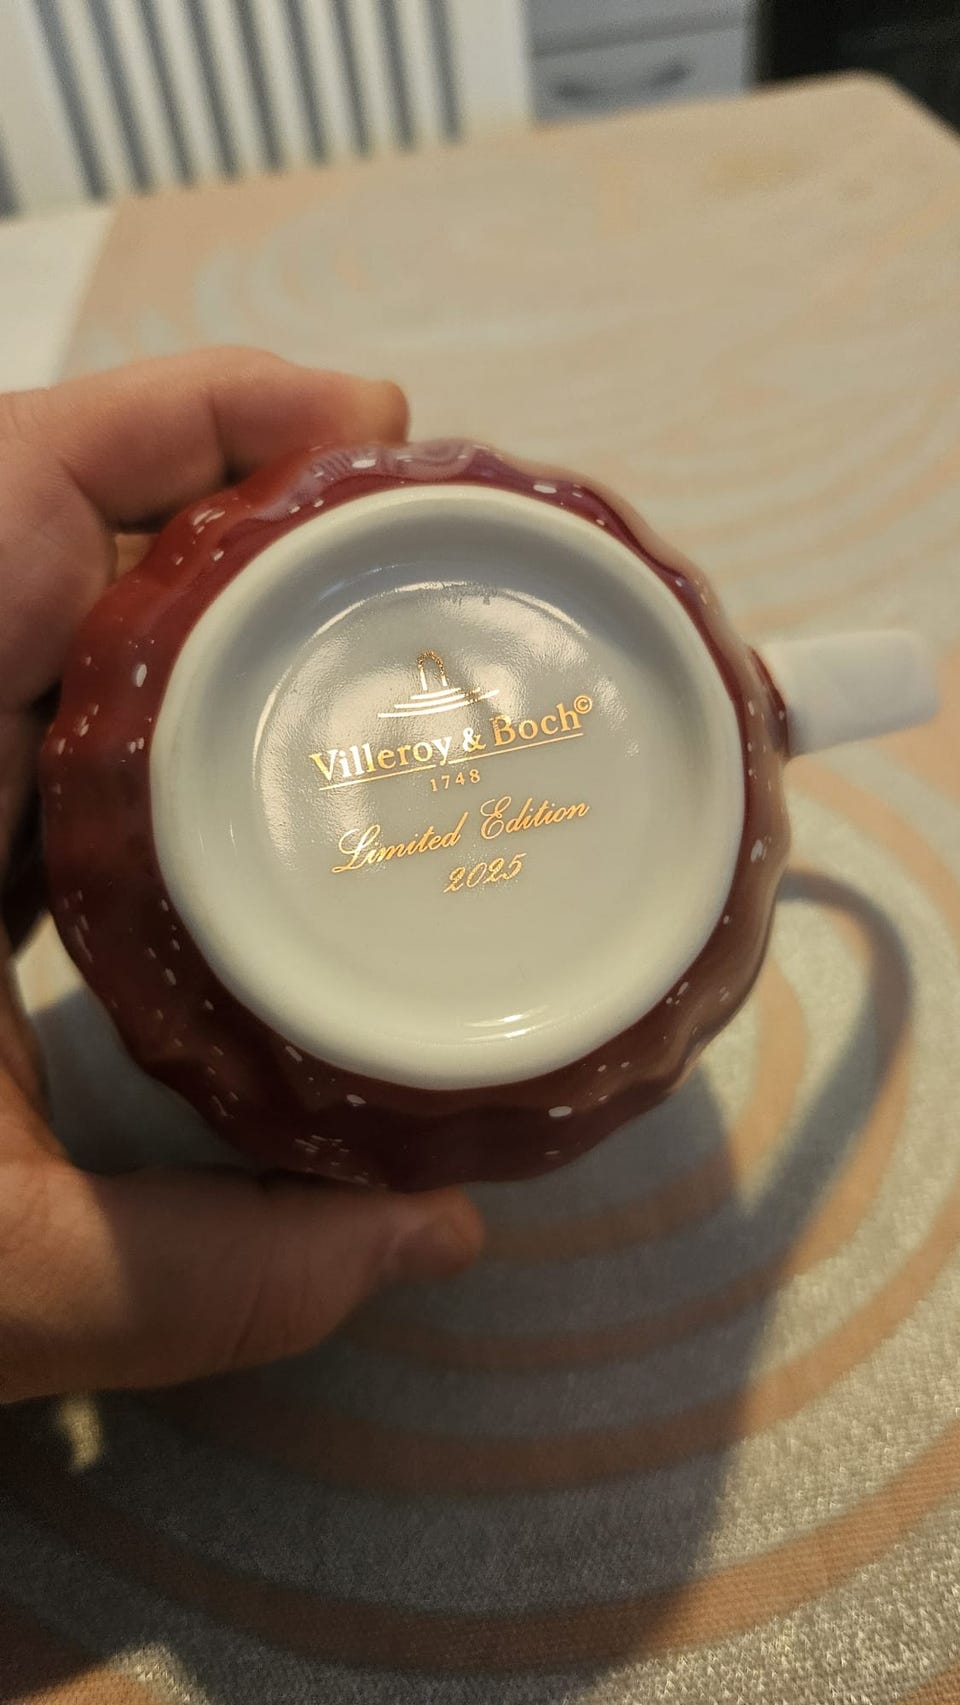 Villeroy & Boch©
1748
Limited Edition
2025